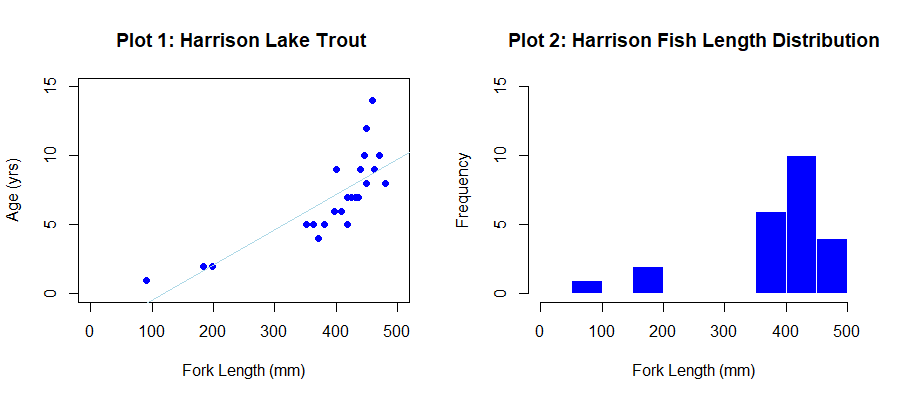 Plot 1: Harrison Lake Trout
Age (yrs)
15
10
5
0
0 100 200 300 400 500
Fork Length (mm)
Plot 2: Harrison Fish Length Distribution
Frequency
15
10
5
0
0 100 200 300 400 500
Fork Length (mm)